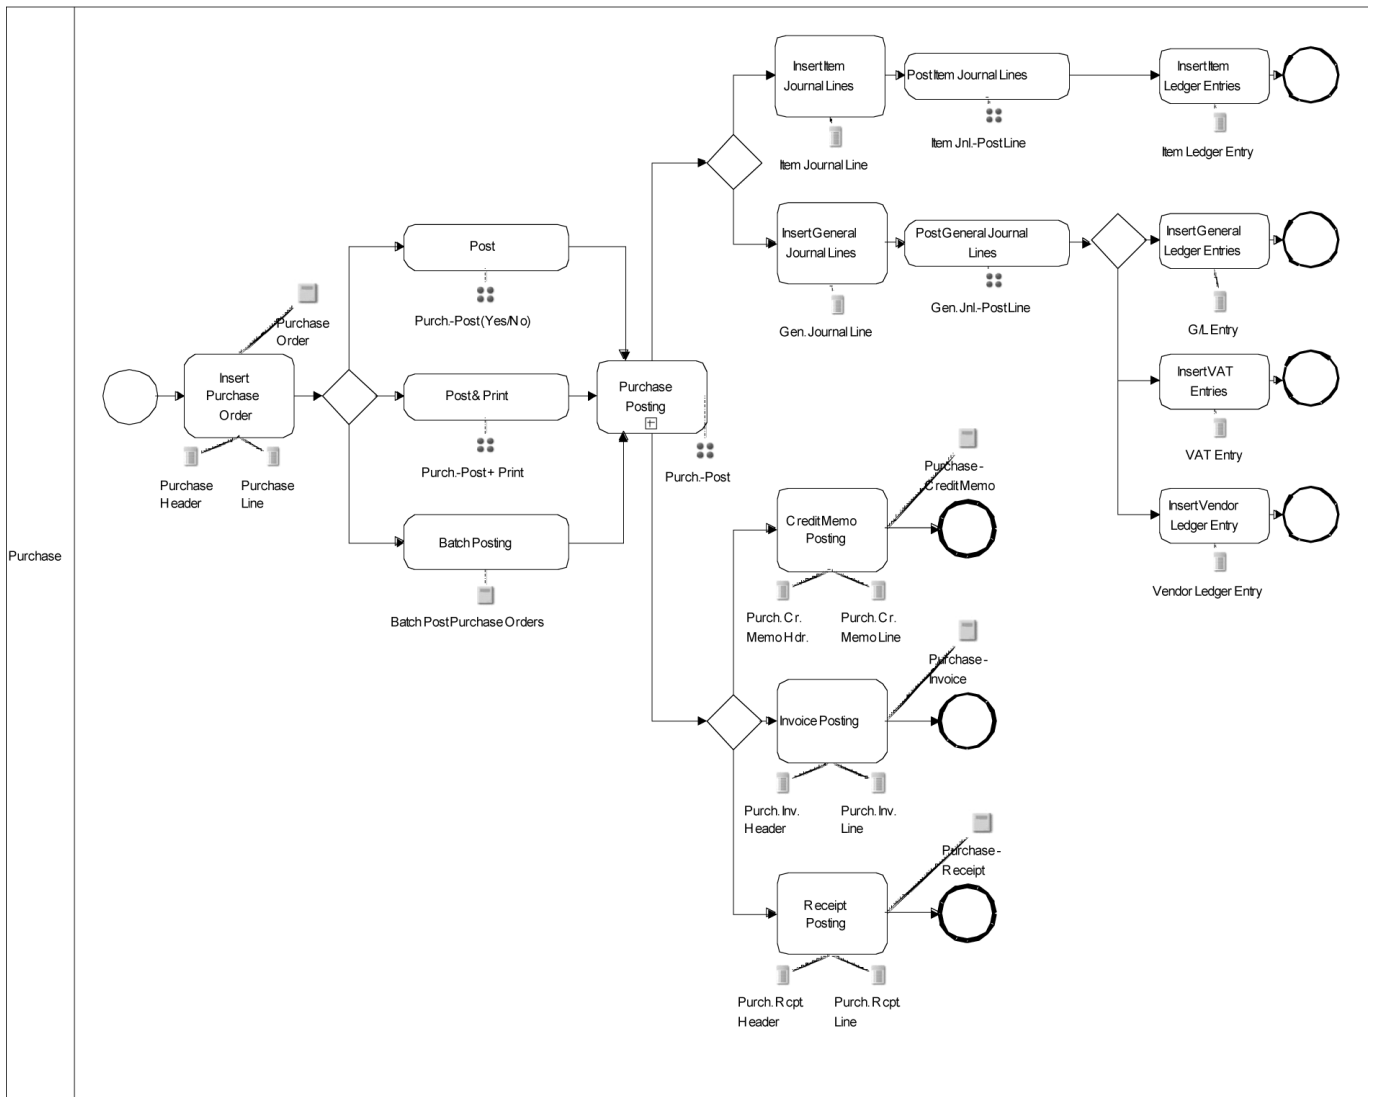 Purchase
Insert
Purchase
Order
Purchase
Order
Purchase
Header
Purchase
Line
Post
Purch.-Post (Yes/No)
Post & Print
Purch.-Post + Print
Batch Posting
Batch Post Purchase Orders
Purchase
Posting
Purch.-Post
Insert Item
Journal Lines
Item Journal Line
Post Item Journal Lines
Item Jnl.-Post Line
Insert Item
Ledger Entries
Item Ledger Entry
Insert General
Journal Lines
Gen. Journal Line
Post General Journal
Lines
Gen. Jnl.-Post Line
Insert General
Ledger Entries
G/L Entry
Insert VAT
Entries
VAT Entry
Insert Vendor
Ledger Entry
Vendor Ledger Entry
Purchase -
Credit Memo
Credit Memo
Posting
Purch. Cr.
Memo Hdr.
Purch. Cr.
Memo Line
Purchase -
Invoice
Invoice Posting
Purch. Inv.
Header
Purch. Inv.
Line
Purchase -
Receipt
Receipt
Posting
Purch. Rcpt.
Header
Purch. Rcpt.
Line